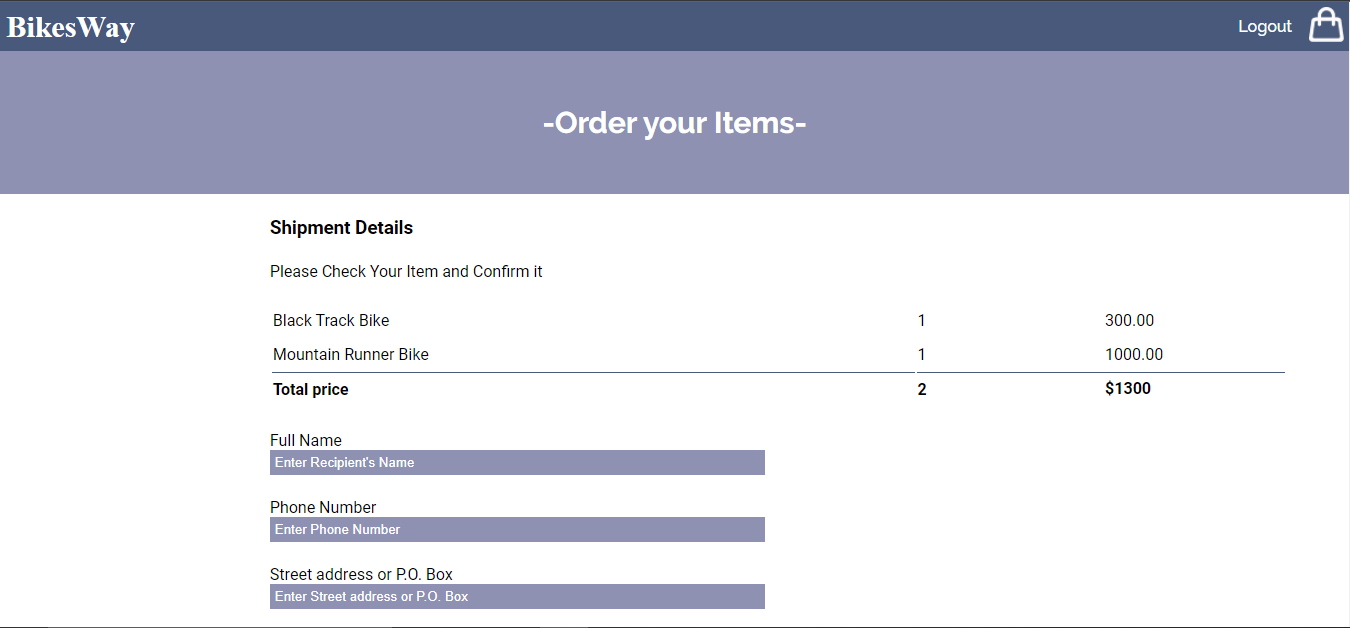 BikesWay
Logout
-Order your Items-
Shipment Details
Please Check Your Item and Confirm it
Black Track Bike 1 300.00
Mountain Runner Bike 1 1000.00
Total price 2 $1300
Full Name
Enter Recipient's Name
Phone Number
Enter Phone Number
Street address or P.O. Box
Enter Street address or P.O. Box